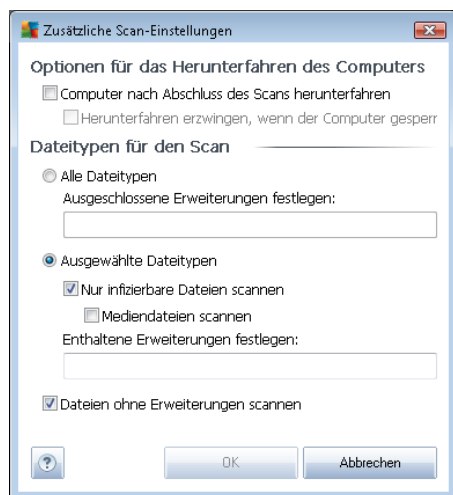 Zusätzliche Scan-Einstellungen
Optionen für das Herunterfahren des Computers
Computer nach Abschluss des Scans herunterfahren
Herunterfahren erzwingen, wenn der Computer gesperr
Dateitypen für den Scan
Alle Dateitypen
Ausgeschlossene Erweiterungen festlegen:
Ausgewählte Dateitypen
Nur infizierbare Dateien scannen
Mediendateien scannen
Enthaltene Erweiterungen festlegen:
Dateien ohne Erweiterungen scannen
? OK Abbrechen